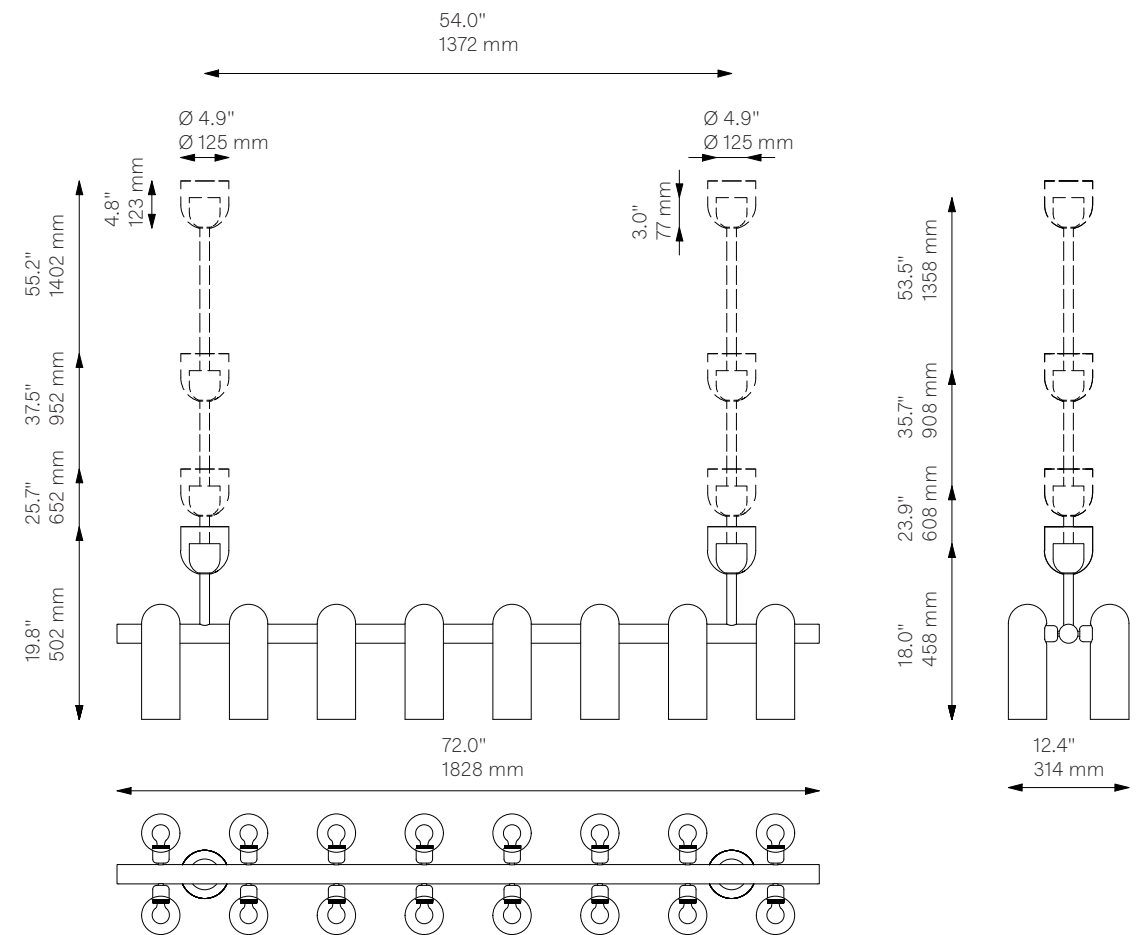 54.0"
1372 mm
Ø 4.9"
Ø 125 mm
Ø 4.9"
Ø 125 mm
4.8"
123 mm
3.0"
77 mm
55.2"
1402 mm
53.5"
1358 mm
37.5"
952 mm
35.7"
908 mm
25.7"
652 mm
23.9"
608 mm
19.8"
502 mm
18.0"
458 mm
72.0"
1828 mm
12.4"
314 mm